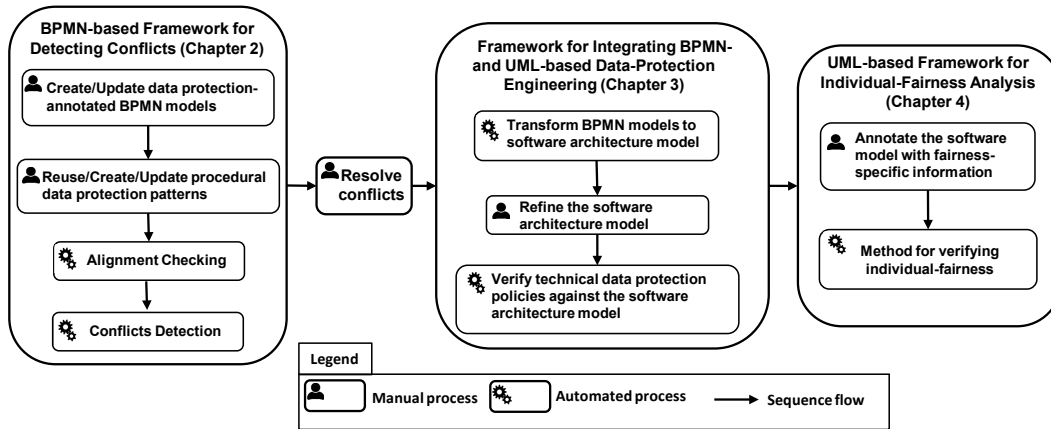 BPMN-based Framework for
Detecting Conflicts (Chapter 2)
Create/Update data protection-
annotated BPMN models
Reuse/Create/Update procedural
data protection patterns
Alignment Checking
Conflicts Detection
Resolve
conflicts
Framework for Integrating BPMN-
and UML-based Data-Protection
Engineering (Chapter 3)
Transform BPMN models to
software architecture model
Refine the software
architecture model
Verify technical data protection
policies against the software
architecture model
UML-based Framework for
Individual-Fairness Analysis
(Chapter 4)
Annotate the software
model with fairness-
specific information
Method for verifying
individual-fairness
Legend
Manual process
Automated process
Sequence flow